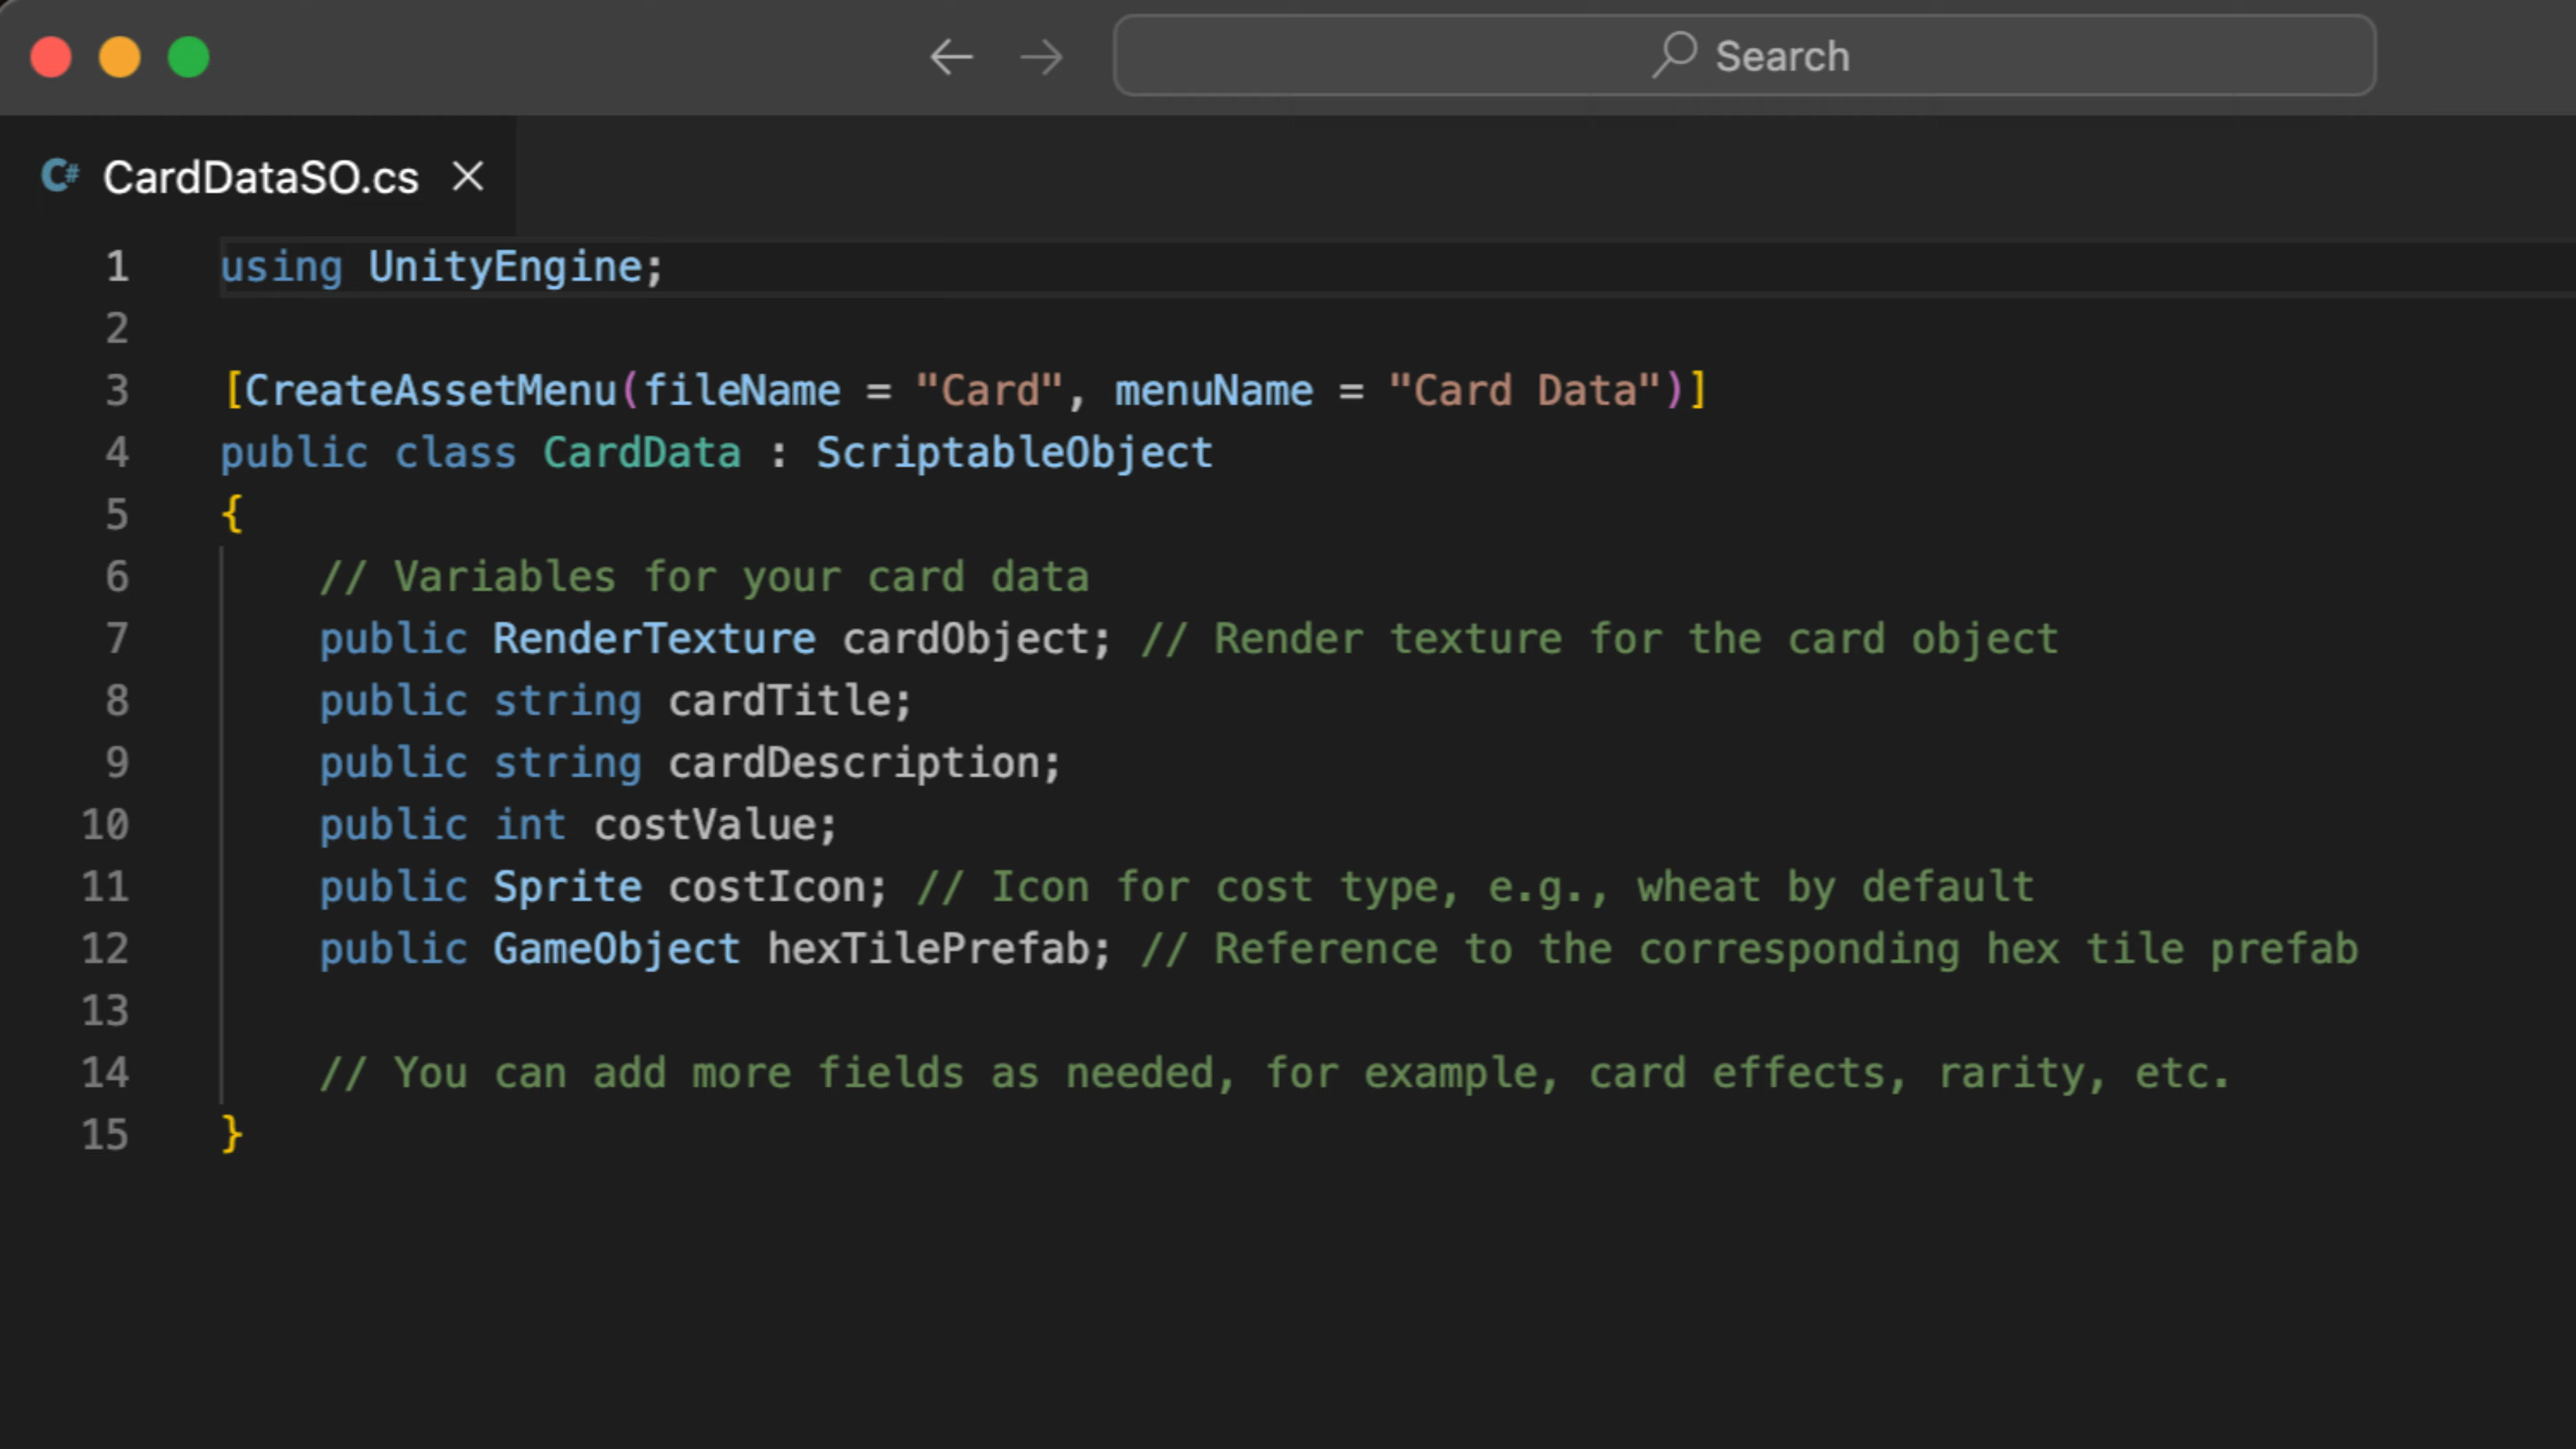 Search
C# CardDataSO.cs
1 using UnityEngine;
2
3 [CreateAssetMenu(fileName = "Card", menuName = "Card Data")]
4 public class CardData : ScriptableObject
5 {
6 // Variables for your card data
7 public RenderTexture cardObject; // Render texture for the card object
8 public string cardTitle;
9 public string cardDescription;
10 public int costValue;
11 public Sprite costIcon; // Icon for cost type, e.g., wheat by default
12 public GameObject hexTilePrefab; // Reference to the corresponding hex tile prefab
13
14 // You can add more fields as needed, for example, card effects, rarity, etc.
15 }